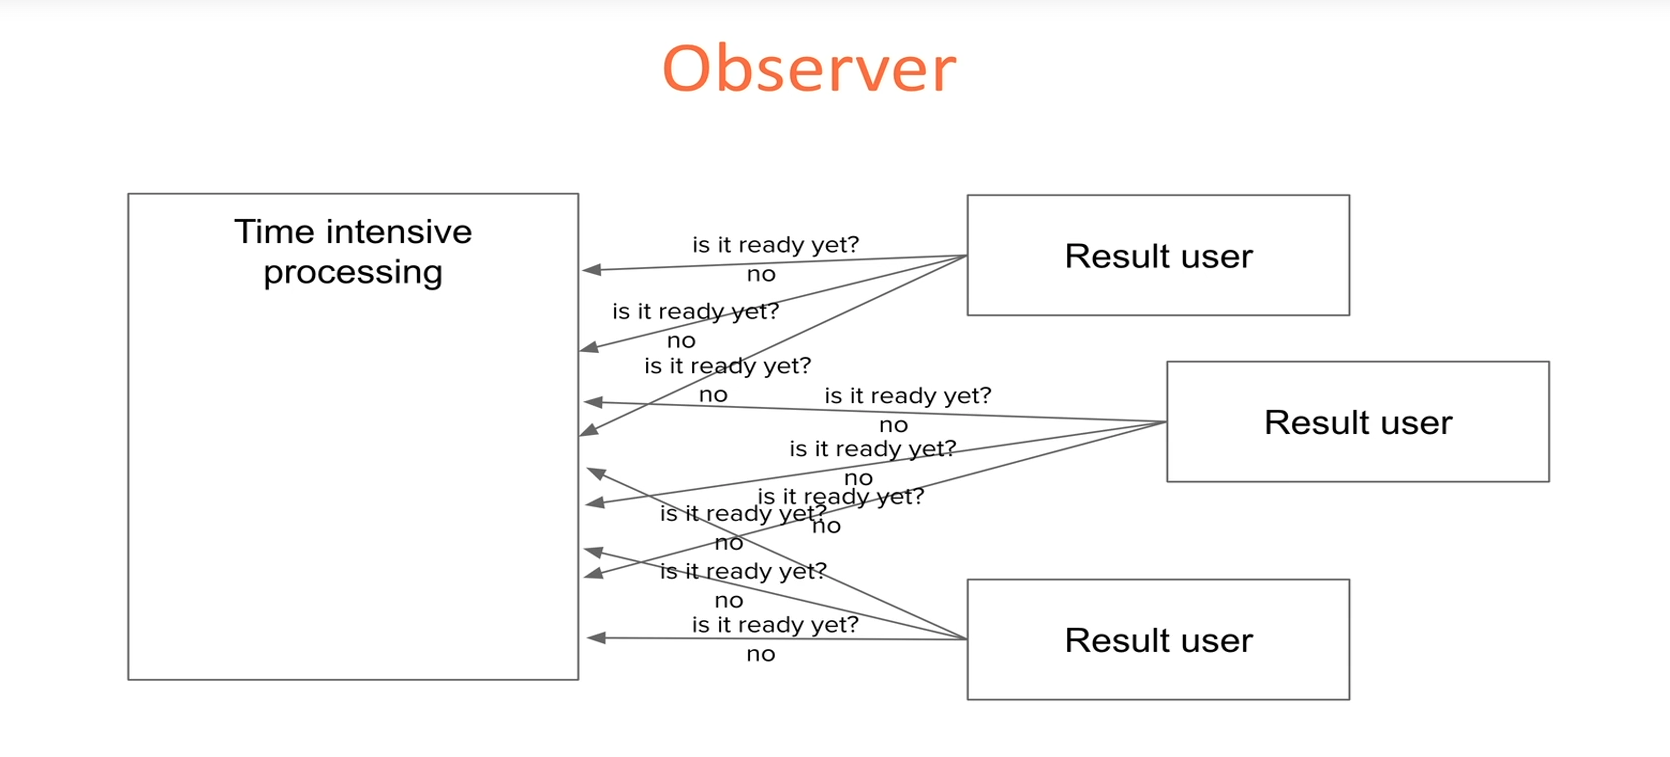 Observer
Time intensive
processing
Result user
is it ready yet?
no
is it ready yet?
no
is it ready yet?
no
Result user
is it ready yet?
no
is it ready yet?
no
is it ready yet?
no
is it ready yet?
no
is it ready yet?
no
is it ready yet?
no
Result user